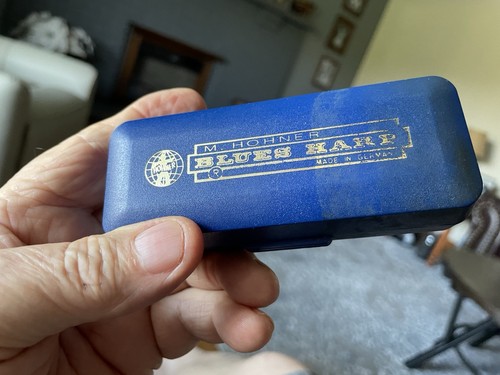 M. HOHNER
BLUES HARP
MADE IN GERMANY
®